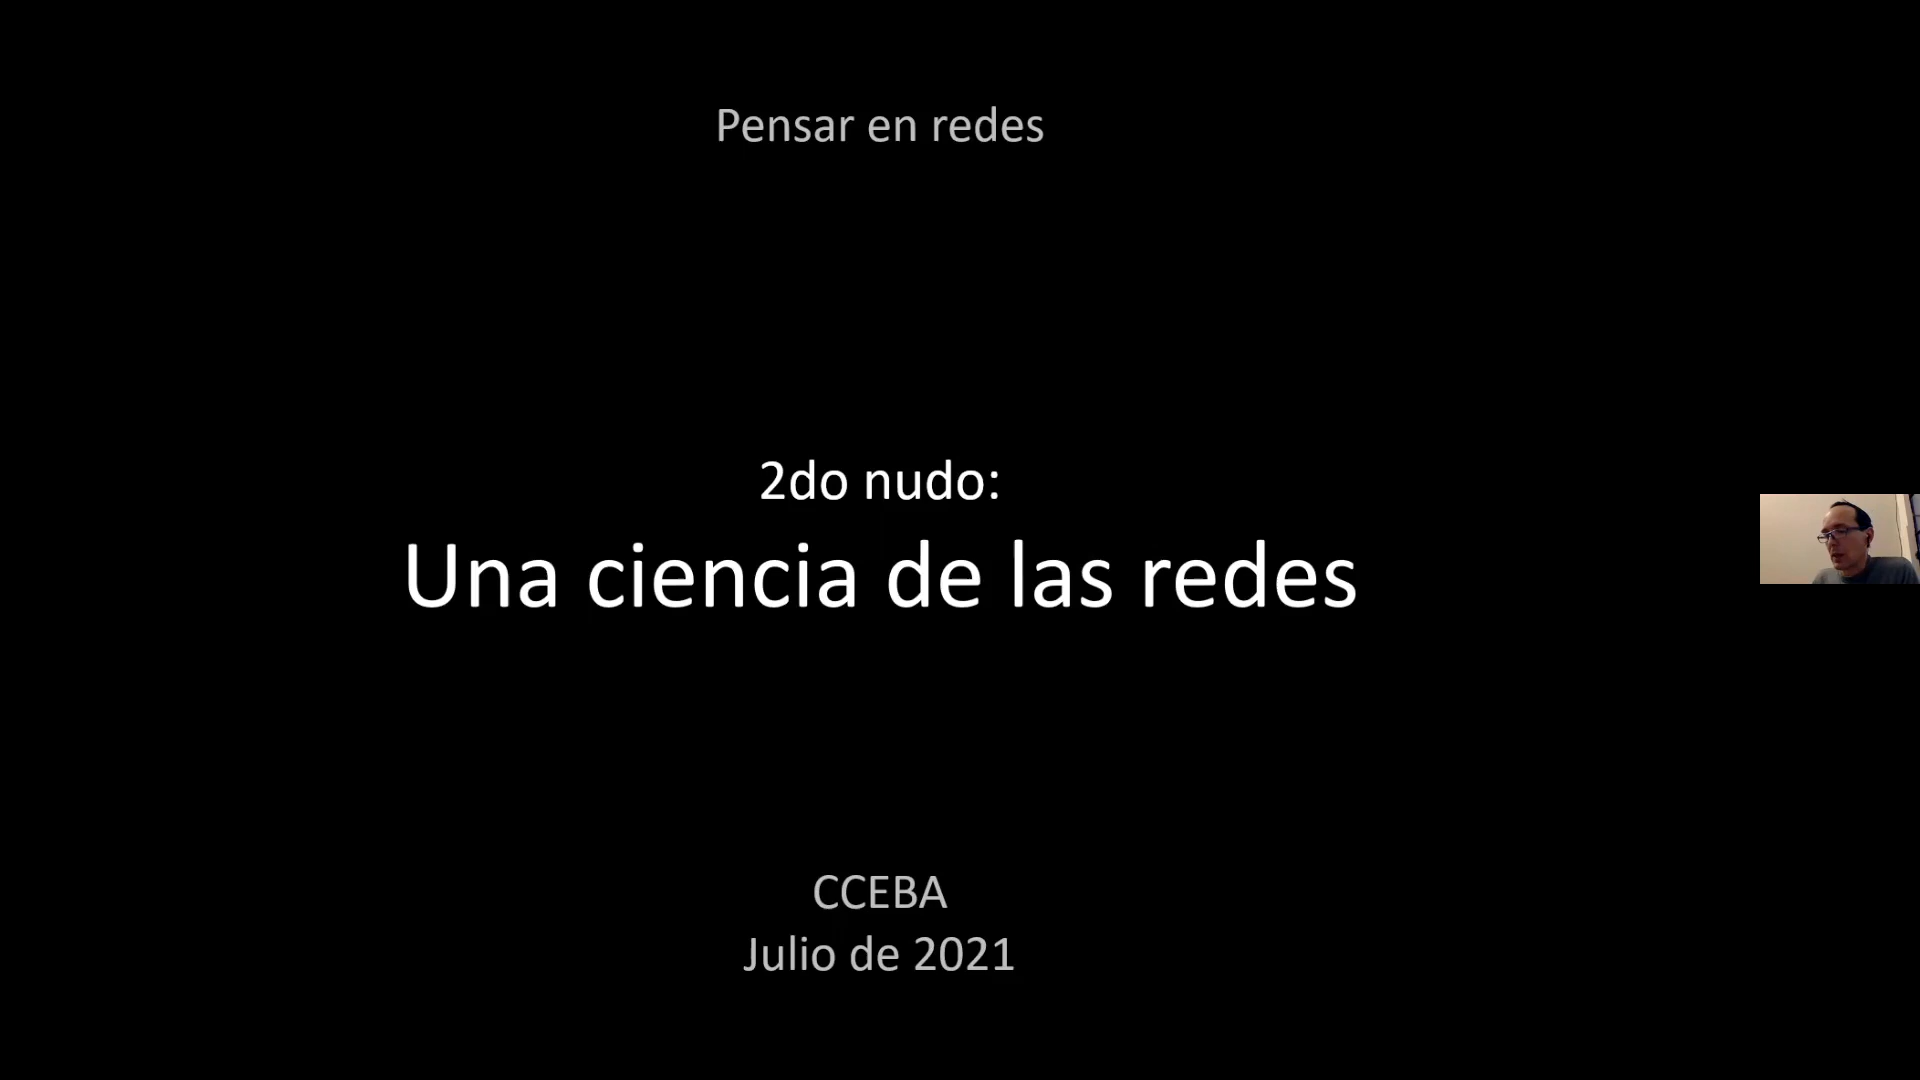 Pensar en redes
2do nudo:
Una ciencia de las redes
CCEBA
Julio de 2021